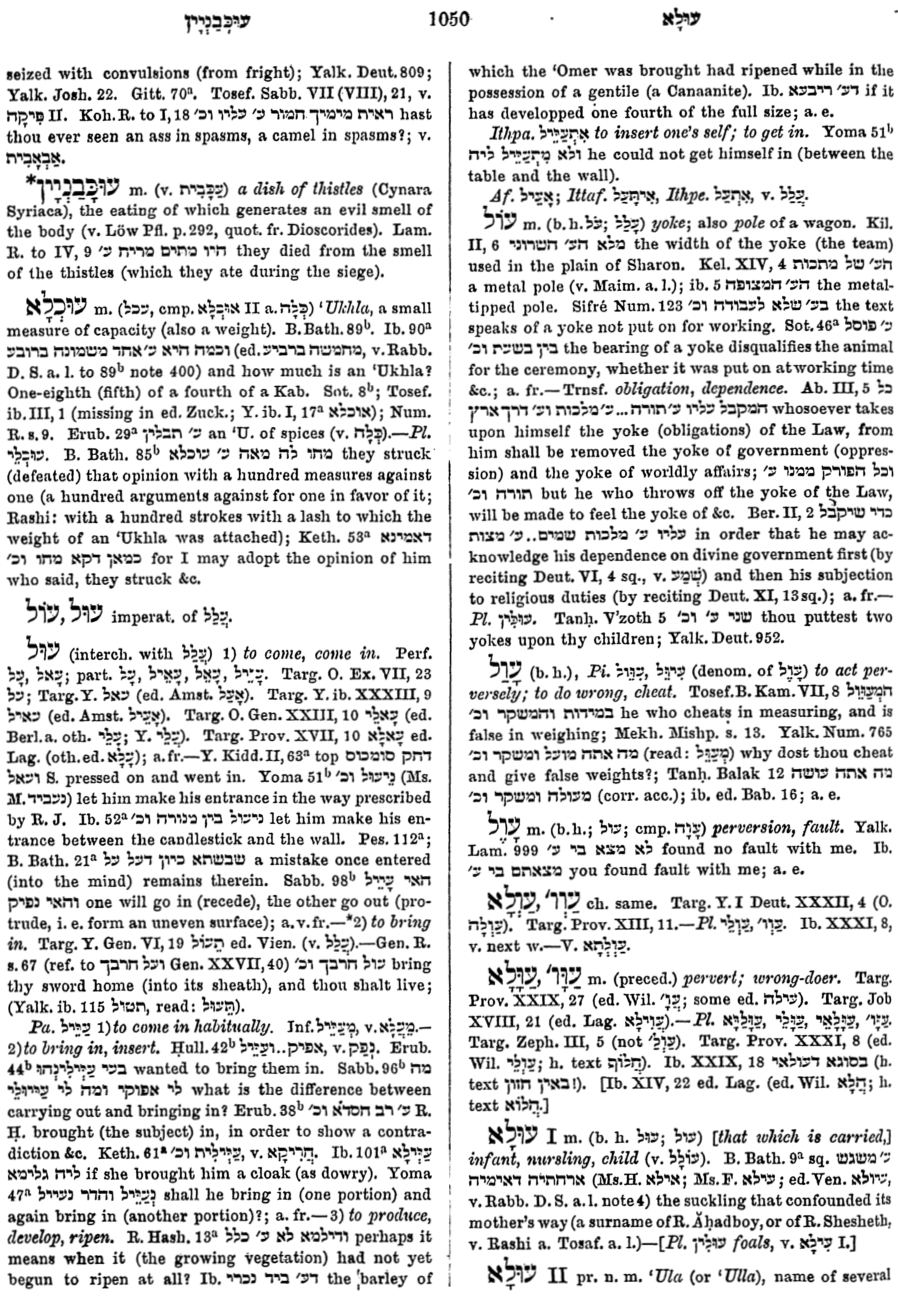 עוּכָּבַנְיָין 1050 עוּלָא
seized with convulsions (from fright); Yalk. Deut. 809;
Yalk. Josh. 22. Gitt. 70ᵃ. Tosef. Sabb. VII (VIII), 21, v.
פִּיקָה II. Koh. R. to I, 18 ראית מימיך חמור ע׳ עליו וכ׳ hast
thou ever seen an ass in spasms, a camel in spasms?; v.
אֲבָאבִית.
*עוּכָּבַנְיָין m. (v. עַכָּבִית) a dish of thistles (Cynara
Syriaca), the eating of which generates an evil smell of
the body (v. Löw Pfl. p. 292, quot. fr. Dioscorides). Lam.
R. to IV, 9 היו מתים מריח ע׳ they died from the smell
of the thistles (which they ate during the siege).
עוּכְלָא m. (עכל, cmp. אוּכְלָא II a. כְּלָה) ‘Ukhla, a small
measure of capacity (also a weight). B. Bath. 89ᵇ. Ib. 90ᵃ
וכמה היא ע׳ אחד משמונה ברובע (ed. מחמשה ברביע, v. Rabb.
D. S. a. l. to 89ᵇ note 400) and how much is an ‘Ukhla?
One-eighth (fifth) of a fourth of a Kab. Sot. 8ᵇ; Tosef.
ib. III, 1 (missing in ed. Zuck.; Y. ib. I, 17ᵃ אוכלא); Num.
R. s. 9. Erub. 29ᵃ ע׳ תבלין an ‘U. of spices (v. כְּלָה).—Pl.
עוּכְלֵי. B. Bath. 85ᵇ מחו לה מאה ע׳ עוכלא they struck
(defeated) that opinion with a hundred measures against
one (a hundred arguments against for one in favor of it;
Rashi: with a hundred strokes with a lash to which the
weight of an ‘Ukhla was attached); Keth. 53ᵃ דאמינא
כמאן דקא מחו וכ׳ for I may adopt the opinion of him
who said, they struck &c.
עוּל, עוֹל imperat. of עֲלַל.
עוּל (interch. with עֲלַל) 1) to come, come in. Perf.
עָאל, עָל; part. עָיֵיל, עָאֵל, עָאֵיל, עָל. Targ. O. Ex. VII, 23
עָל; Targ. Y. עאל (ed. Amst. אָעַל). Targ. Y. ib. XXXIII, 9
עאיל (ed. Amst. אָעֵיל). Targ. O. Gen. XXIII, 10 עָאלֵי (ed.
Berl. a. oth. עָלֵי; Y. עָלֵי). Targ. Prov. XVII, 10 עָאלָא ed.
Lag. (oth. ed. עָלָא); a. fr.—Y. Kidd. II, 63ᵃ top דחק סומכוס
ועאל S. pressed on and went in. Yoma 51ᵇ נֵיעוּל וכ׳ (Ms.
M. נעביד) let him make his entrance in the way prescribed
by R. J. Ib. 52ᵃ ניעול בין מנורה וכ׳ let him make his en-
trance between the candlestick and the wall. Pes. 112ᵃ;
B. Bath. 21ᵃ שבשתא כיון דעל על a mistake once entered
(into the mind) remains therein. Sabb. 98ᵇ האי עָיֵיל
והאי נפיק one will go in (recede), the other go out (pro-
trude, i. e. form an uneven surface); a. v. fr.—*2) to bring
in. Targ. Y. Gen. VI, 19 תֵּעוֹל ed. Vien. (v. עֲלַל).—Gen. R.
s. 67 (ref. to ועל חרבך Gen. XXVII, 40) עול חרבך וכ׳ bring
thy sword home (into its sheath), and thou shalt live;
(Yalk. ib. 115 תטול, read: תֵּעוּל).
Pa. עַיֵּיל 1) to come in habitually. Inf. מְעַיֵּיל, v. מַעֲלָא.—
2) to bring in, insert. Ḥull. 42ᵇ אפיק..ועַיֵּיל, v. נְפַק. Erub.
44ᵇ בעי עַיְּילִינְהוּ wanted to bring them in. Sabb. 96ᵇ מה
לי אפוקי ומה לי עַיּוּלֵי what is the difference between
carrying out and bringing in? Erub. 38ᵇ ע׳ רב חסדא וכ׳ R.
Ḥ. brought (the subject) in, in order to show a contra-
diction &c. Keth. 61ᵃ עַיֵּילִית וכ׳, v. חֲרִיקָא. Ib. 101ᵃ עַיְּילָא
ליה גלימא if she brought him a cloak (as dowry). Yoma
47ᵃ נְעַיֵּיל והדר נעייל shall he bring in (one portion) and
again bring in (another portion)?; a. fr.—3) to produce,
develop, ripen. R. Hash. 13ᵃ ודילמא לא ע׳ כלל perhaps it
means when it (the growing vegetation) had not yet
begun to ripen at all? Ib. דע׳ ביד נכרי the barley of
which the ‘Omer was brought had ripened while in the
possession of a gentile (a Canaanite). Ib. דע׳ ריבעא if it
has developped one fourth of the full size; a. e.
Ithpa. אִתְעַיֵּיל to insert one's self; to get in. Yoma 51ᵇ
ולא מִתְעַיֵּיל ליה he could not get himself in (between the
table and the wall).
Af. אָעֵיל; Ittaf. אִיתָּעַל, Ithpe. אִתְעַל, v. עֲלַל.
עוֹל m. (b. h. עֹל; עָלַל) yoke; also pole of a wagon. Kil.
II, 6 מלא הע׳ השרוני the width of the yoke (the team)
used in the plain of Sharon. Kel. XIV, 4 הע׳ של מתכות
a metal pole (v. Maim. a. l.); ib. 5 הע׳ המצופה the metal-
tipped pole. Sifré Num. 123 בע׳ שלא לעבודה וכ׳ the text
speaks of a yoke not put on for working. Sot. 46ᵃ ע׳ פוסל
בין בשעת וכ׳ the bearing of a yoke disqualifies the animal
for the ceremony, whether it was put on at working time
&c.; a. fr.—Trnsf. obligation, dependence. Ab. III, 5 כל
המקבל עליו ע׳ תורה...ע׳ מלכות וע׳ דרך ארץ whosoever takes
upon himself the yoke (obligations) of the Law, from
him shall be removed the yoke of government (oppres-
sion) and the yoke of worldly affairs; וכל הפורק ממנו ע׳
תורה וכ׳ but he who throws off the yoke of the Law,
will be made to feel the yoke of &c. Ber. II, 2 כדי שיקבל
עליו ע׳ מלכות שמים..ע׳ מצות in order that he may ac-
knowledge his dependence on divine government first (by
reciting Deut. VI, 4 sq., v. שְׁמַע) and then his subjection
to religious duties (by reciting Deut. XI, 13 sq.); a. fr.—
Pl. עוּלִּין. Tanḥ. V'zoth 5 שני ע׳ וכ׳ thou puttest two
yokes upon thy children; Yalk. Deut. 952.
עָוַל (b. h.), Pi. עִיוֵּל, עִוּוֵּל (denom. of עָוֶל) to act per-
versely; to do wrong, cheat. Tosef. B. Kam. VII, 8 המְעַוֵּול
במידות והמשקר וכ׳ he who cheats in measuring, and is
false in weighing; Mekh. Mishp. s. 13. Yalk. Num. 765
מה אתה מועל ומשקר וכ׳ (read: מְעַוֵּל) why dost thou cheat
and give false weights?; Tanḥ. Balak 12 מה אתה עושה
מעולה ומשקר וכ׳ (corr. acc.); ib. ed. Bab. 16; a. e.
עָוֶל m. (b. h.; עול; cmp. עָוָה) perversion, fault. Yalk.
Lam. 999 לא מצא בי ע׳ found no fault with me. Ib.
מצאתם בי ע׳ you found fault with me; a. e.
עַוְלָא, עַוְו׳ ch. same. Targ. Y. I Deut. XXXII, 4 (O.
עַוְלָה). Targ. Prov. XIII, 11.—Pl. עַוְלֵי, עַוְו׳. Ib. XXXI, 8,
v. next w.—V. עַוְלְתָא.
עַוָּלָא, עַוָּו׳ m. (preced.) pervert; wrong-doer. Targ.
Prov. XXIX, 27 (ed. Wil. עַוָ׳; some ed. עילה). Targ. Job
XVIII, 21 (ed. Lag. עֲוִילָא).—Pl. עַוָּלַיָּא, עַוָּלֵי, עַוָּלָאֵי, עַוָּו׳.
Targ. Zeph. III, 5 (not עַוְלֵ׳). Targ. Prov. XXXI, 8 (ed.
Wil. עַוְלֵי; h. text חֲלוֹף). Ib. XXIX, 18 בסוגא דעולאי (h.
text באין חזון!). [Ib. XIV, 22 ed. Lag. (ed. Wil. חֲלָא; h.
text הֲלוֹא.]
עוּלָא I m. (b. h. עול; עוּל) [that which is carried,]
infant, nursling, child (v. עוֹלֵל). B. Bath. 9ᵃ sq. ע׳ משגש
ארחתיה דאימיה (Ms. H. אילא; Ms. F. עילא; ed. Ven. עיולא,
v. Rabb. D. S. a. l. note 4) the suckling that confounded its
mother's way (a surname of R. Ăḥadboy, or of R. Shesheth,
v. Rashi a. Tosaf. a. l.)—[Pl. עוּלִין foals, v. עִילָא I.]
עוּלָא II pr. n. m. ‘Ula (or ‘Ulla), name of several